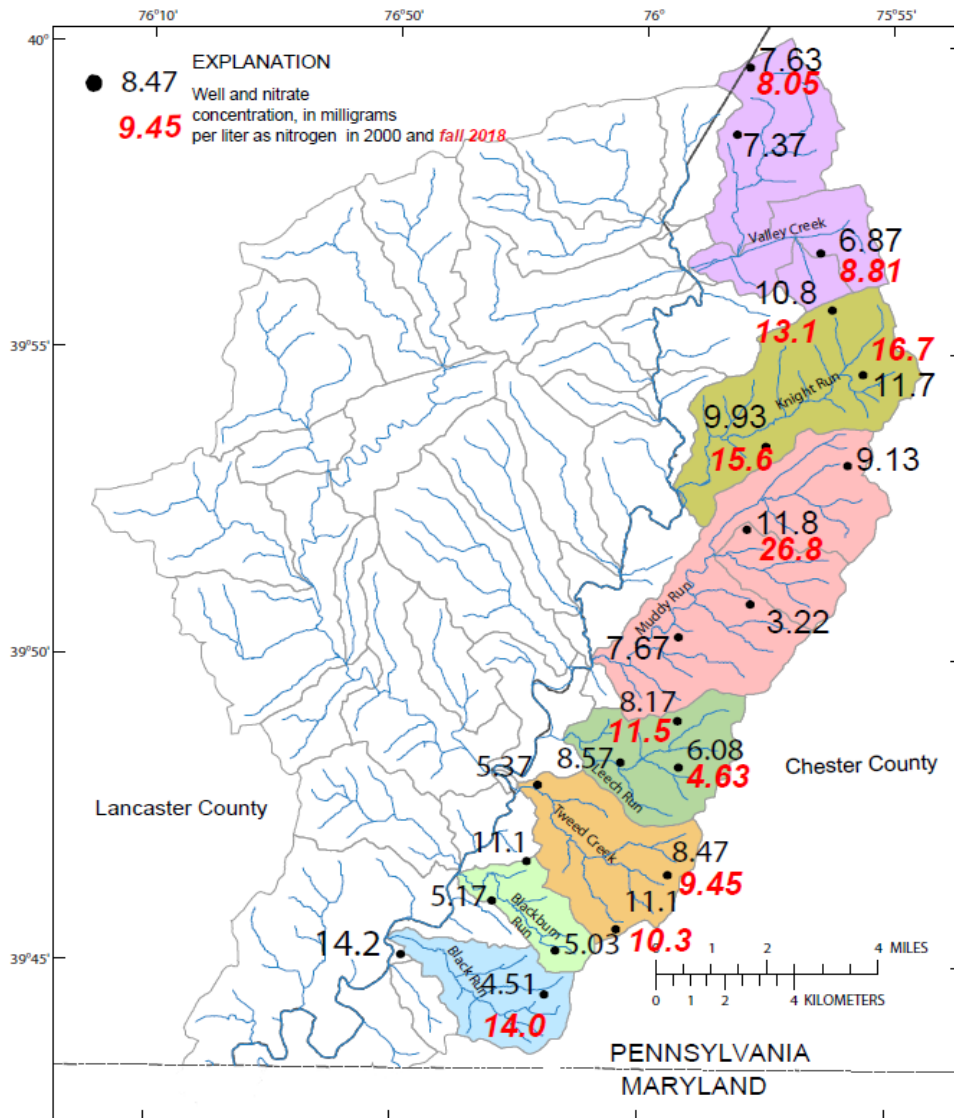 76°10'
76°50'
76°
75°55'
40°
EXPLANATION
8.47
9.45
Well and nitrate
concentration, in milligrams
per liter as nitrogen in 2000 and fall 2018
7.63
8.05
7.37
Valley Creek
6.87
8.81
10.8
13.1
39°55'
16.7
11.7
Knight Run
9.93
15.6
9.13
11.8
26.8
Muddy Run
3.22
7.67
39°50'
8.17
11.5
8.57
6.08
4.63
Leech Run
5.37
Chester County
Lancaster County
Tweed Creek
11.1
8.47
9.45
5.17
11.1
Blackburn
Run
5.03
10.3
14.2
39°45'
Black Run
4.51
14.0
0 1 2 4 MILES
0 1 2 4 KILOMETERS
PENNSYLVANIA
MARYLAND